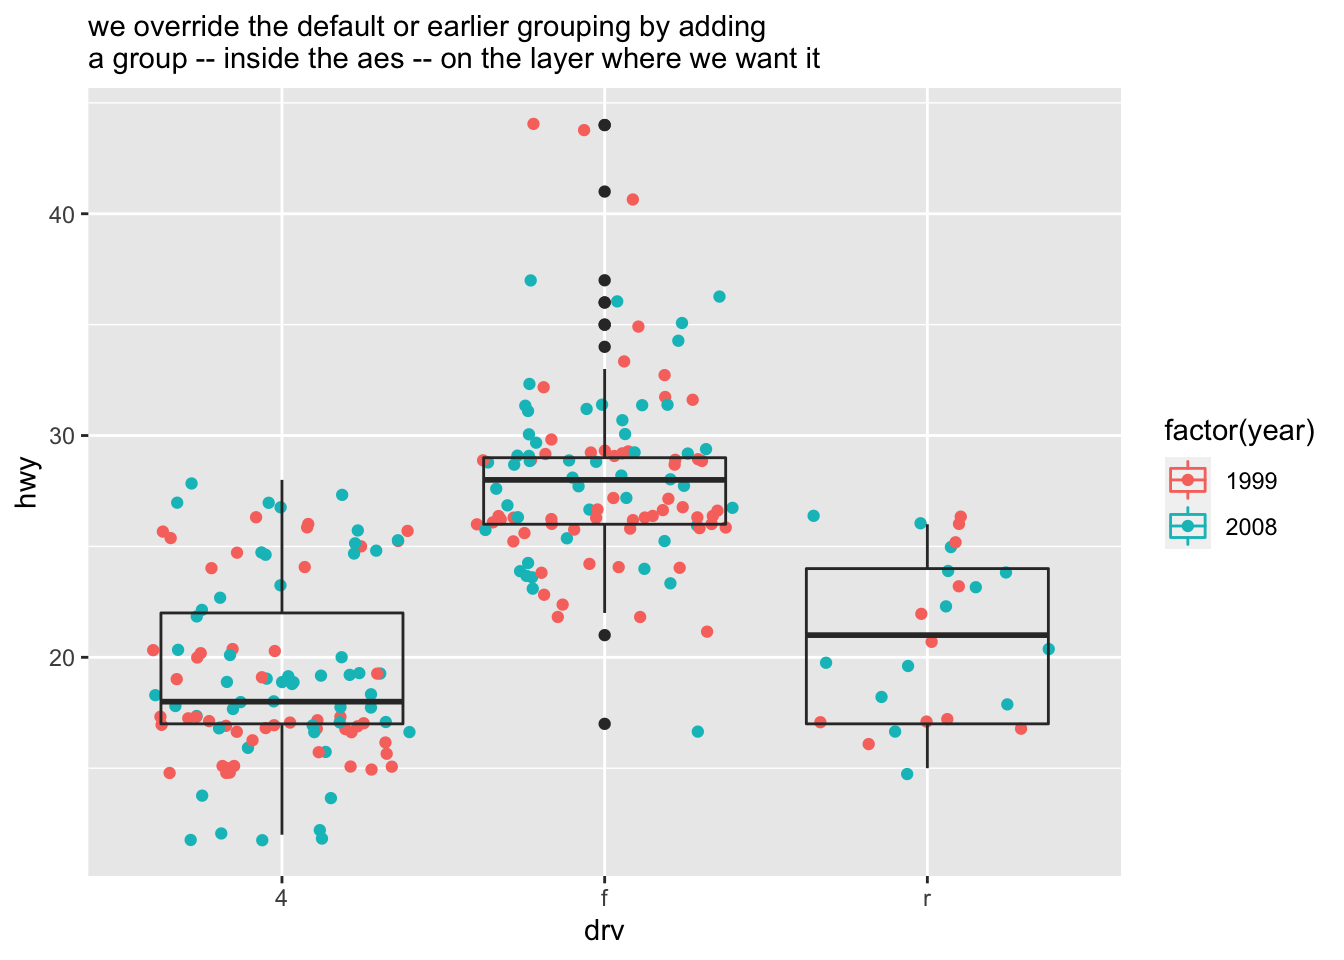 we override the default or earlier grouping by adding
a group -- inside the aes -- on the layer where we want it
40
30
20
hwy
4
f
r
drv
factor(year)
1999
2008